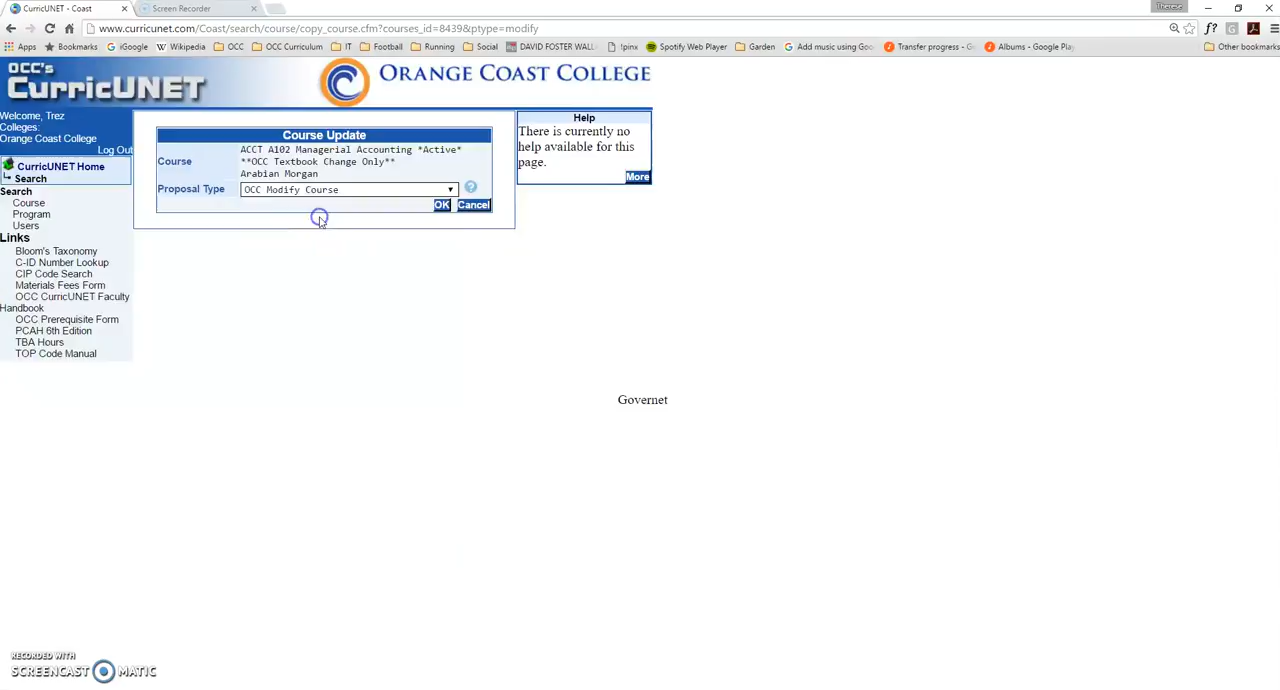 CurricUNET - Coast
Screen Recorder
Therese
www.curricunet.com/Coast/search/course/copy_course.cfm?courses_id=8439&ptype=modify
Apps Bookmarks iGoogle Wikipedia OCC OCC Curriculum IT Football Running Social DAVID FOSTER WALL !pinx Spotify Web Player Garden Add music using Goo Transfer progress - G Albums - Google Play Other bookmarks
OCC's
CurricUNET
ORANGE COAST COLLEGE
Welcome, Trez
Colleges:
Orange Coast College
Log Out
CurricUNET Home
Search
Search
Course
Program
Users
Links
Bloom's Taxonomy
C-ID Number Lookup
CIP Code Search
Materials Fees Form
OCC CurricUNET Faculty
Handbook
OCC Prerequisite Form
PCAH 6th Edition
TBA Hours
TOP Code Manual
Course Update
Course
ACCT A102 Managerial Accounting *Active*
**OCC Textbook Change Only**
Arabian Morgan
Proposal Type OCC Modify Course ?
OK Cancel
Help
There is currently no
help available for this
page.
More
Governet
RECORDED WITH
SCREENCAST MATIC